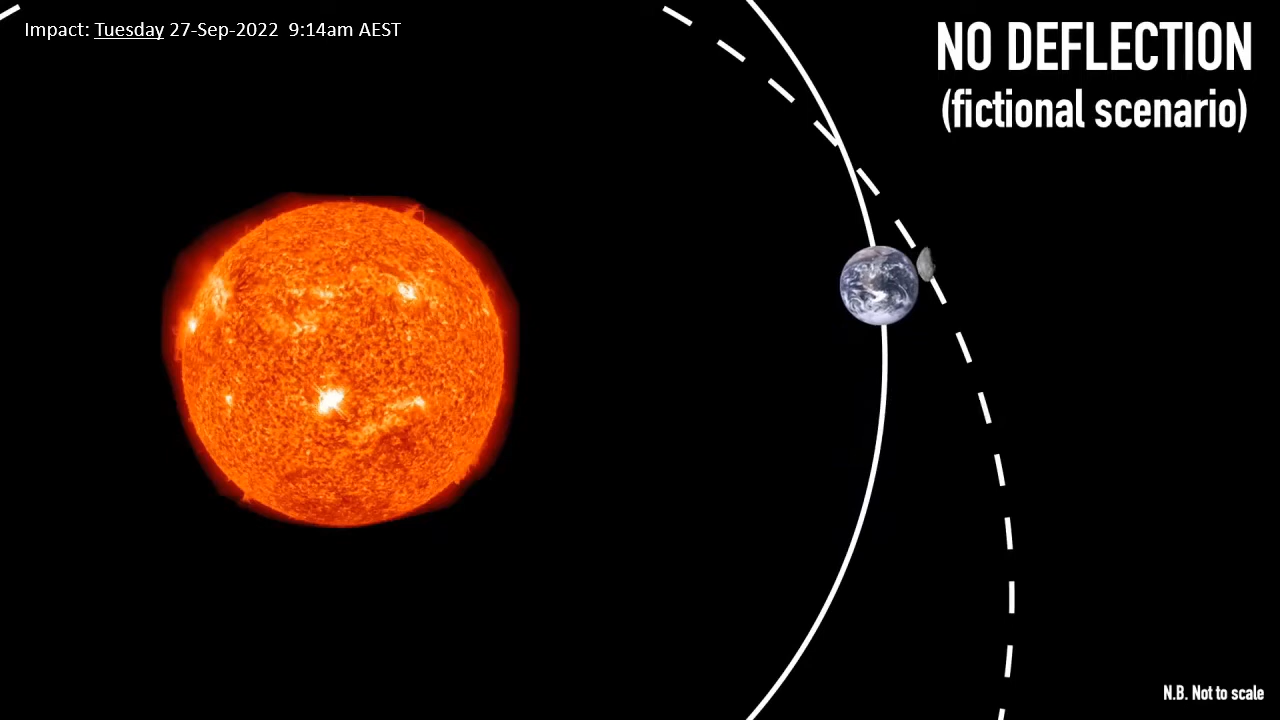 Impact: Tuesday 27-Sep-2022  9:14am AEST
NO DEFLECTION
(fictional scenario)
N.B. Not to scale